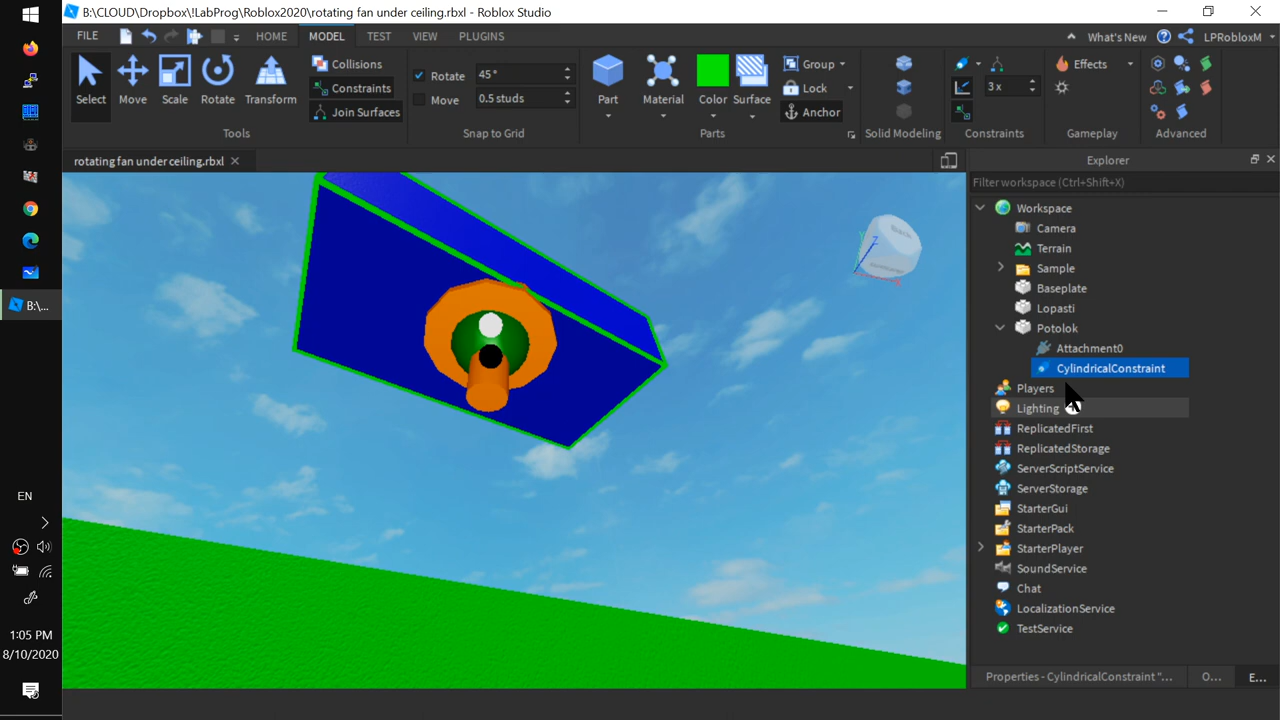 B:\CLOUD\Dropbox\!LabProg\Roblox2020\rotating fan under ceiling.rbxl - Roblox Studio
FILE HOME MODEL TEST VIEW PLUGINS What's New LPRobloxM
Select Move Scale Rotate Transform
Collisions
Constraints
Join Surfaces
Tools
Rotate 45°
Move 0.5 studs
Snap to Grid
Part Material Color Surface
Group
Lock
Anchor
Parts
Solid Modeling
3 x
Constraints
Effects
Gameplay
Advanced
rotating fan under ceiling.rbxl
Explorer
Filter workspace (Ctrl+Shift+X)
Workspace
Camera
Terrain
Sample
Baseplate
Lopasti
Potolok
Attachment0
CylindricalConstraint
Players
Lighting
ReplicatedFirst
ReplicatedStorage
ServerScriptService
ServerStorage
StarterGui
StarterPack
StarterPlayer
SoundService
Chat
LocalizationService
TestService
Properties - CylindricalConstraint "...
O...
E...
Y
Z
B:\...
EN
1:05 PM
8/10/2020